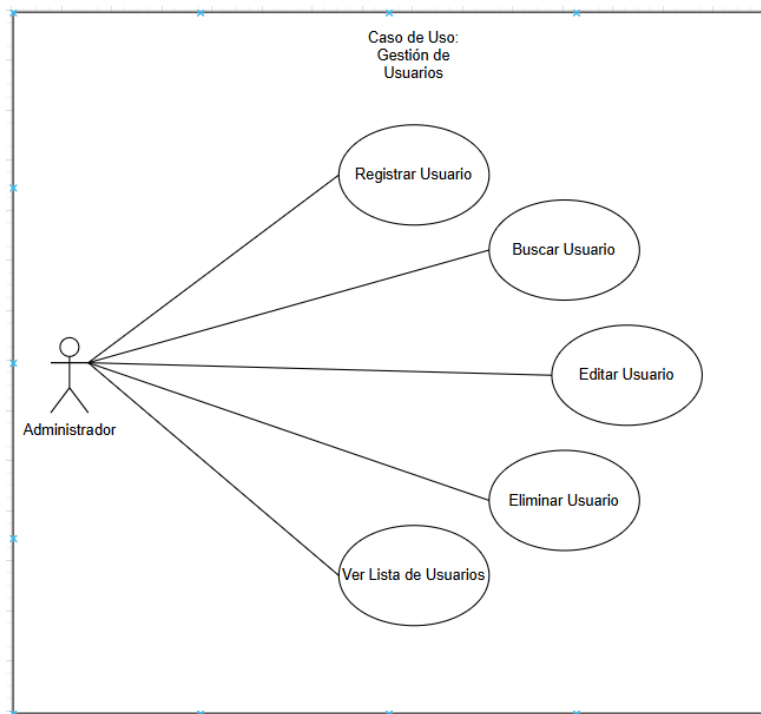 Caso de Uso:
Gestión de
Usuarios
Registrar Usuario
Buscar Usuario
Editar Usuario
Administrador
Eliminar Usuario
Ver Lista de Usuarios